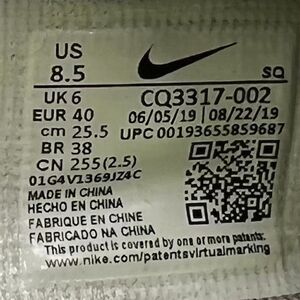 US
8.5
SQ
UK 6
CQ3317-002
EUR 40
06/05/19 | 08/22/19
cm 25.5
UPC 00193655859687
BR 38
CN 255(2.5)
01G4V1369JZ4C
MADE IN CHINA
HECHO EN CHINA
FABRIQUE EN CHINE
FABRICADO NA CHINA
This product is covered by one or more patents.
www.nike.com/patentsvirtualmarking